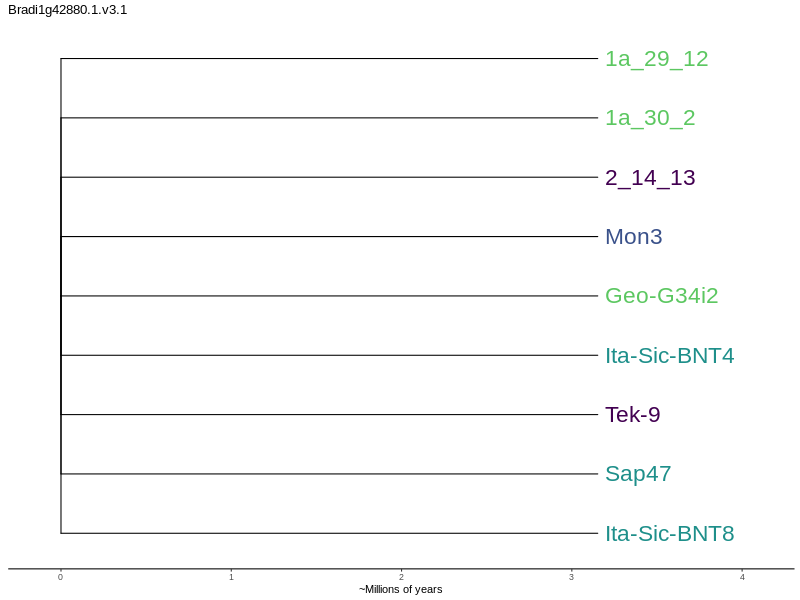 Bradi1g42880.1.v3.1
1a_29_12
1a_30_2
2_14_13
Mon3
Geo-G34i2
Ita-Sic-BNT4
Tek-9
Sap47
Ita-Sic-BNT8
0 1 2 3 4
~Millions of years